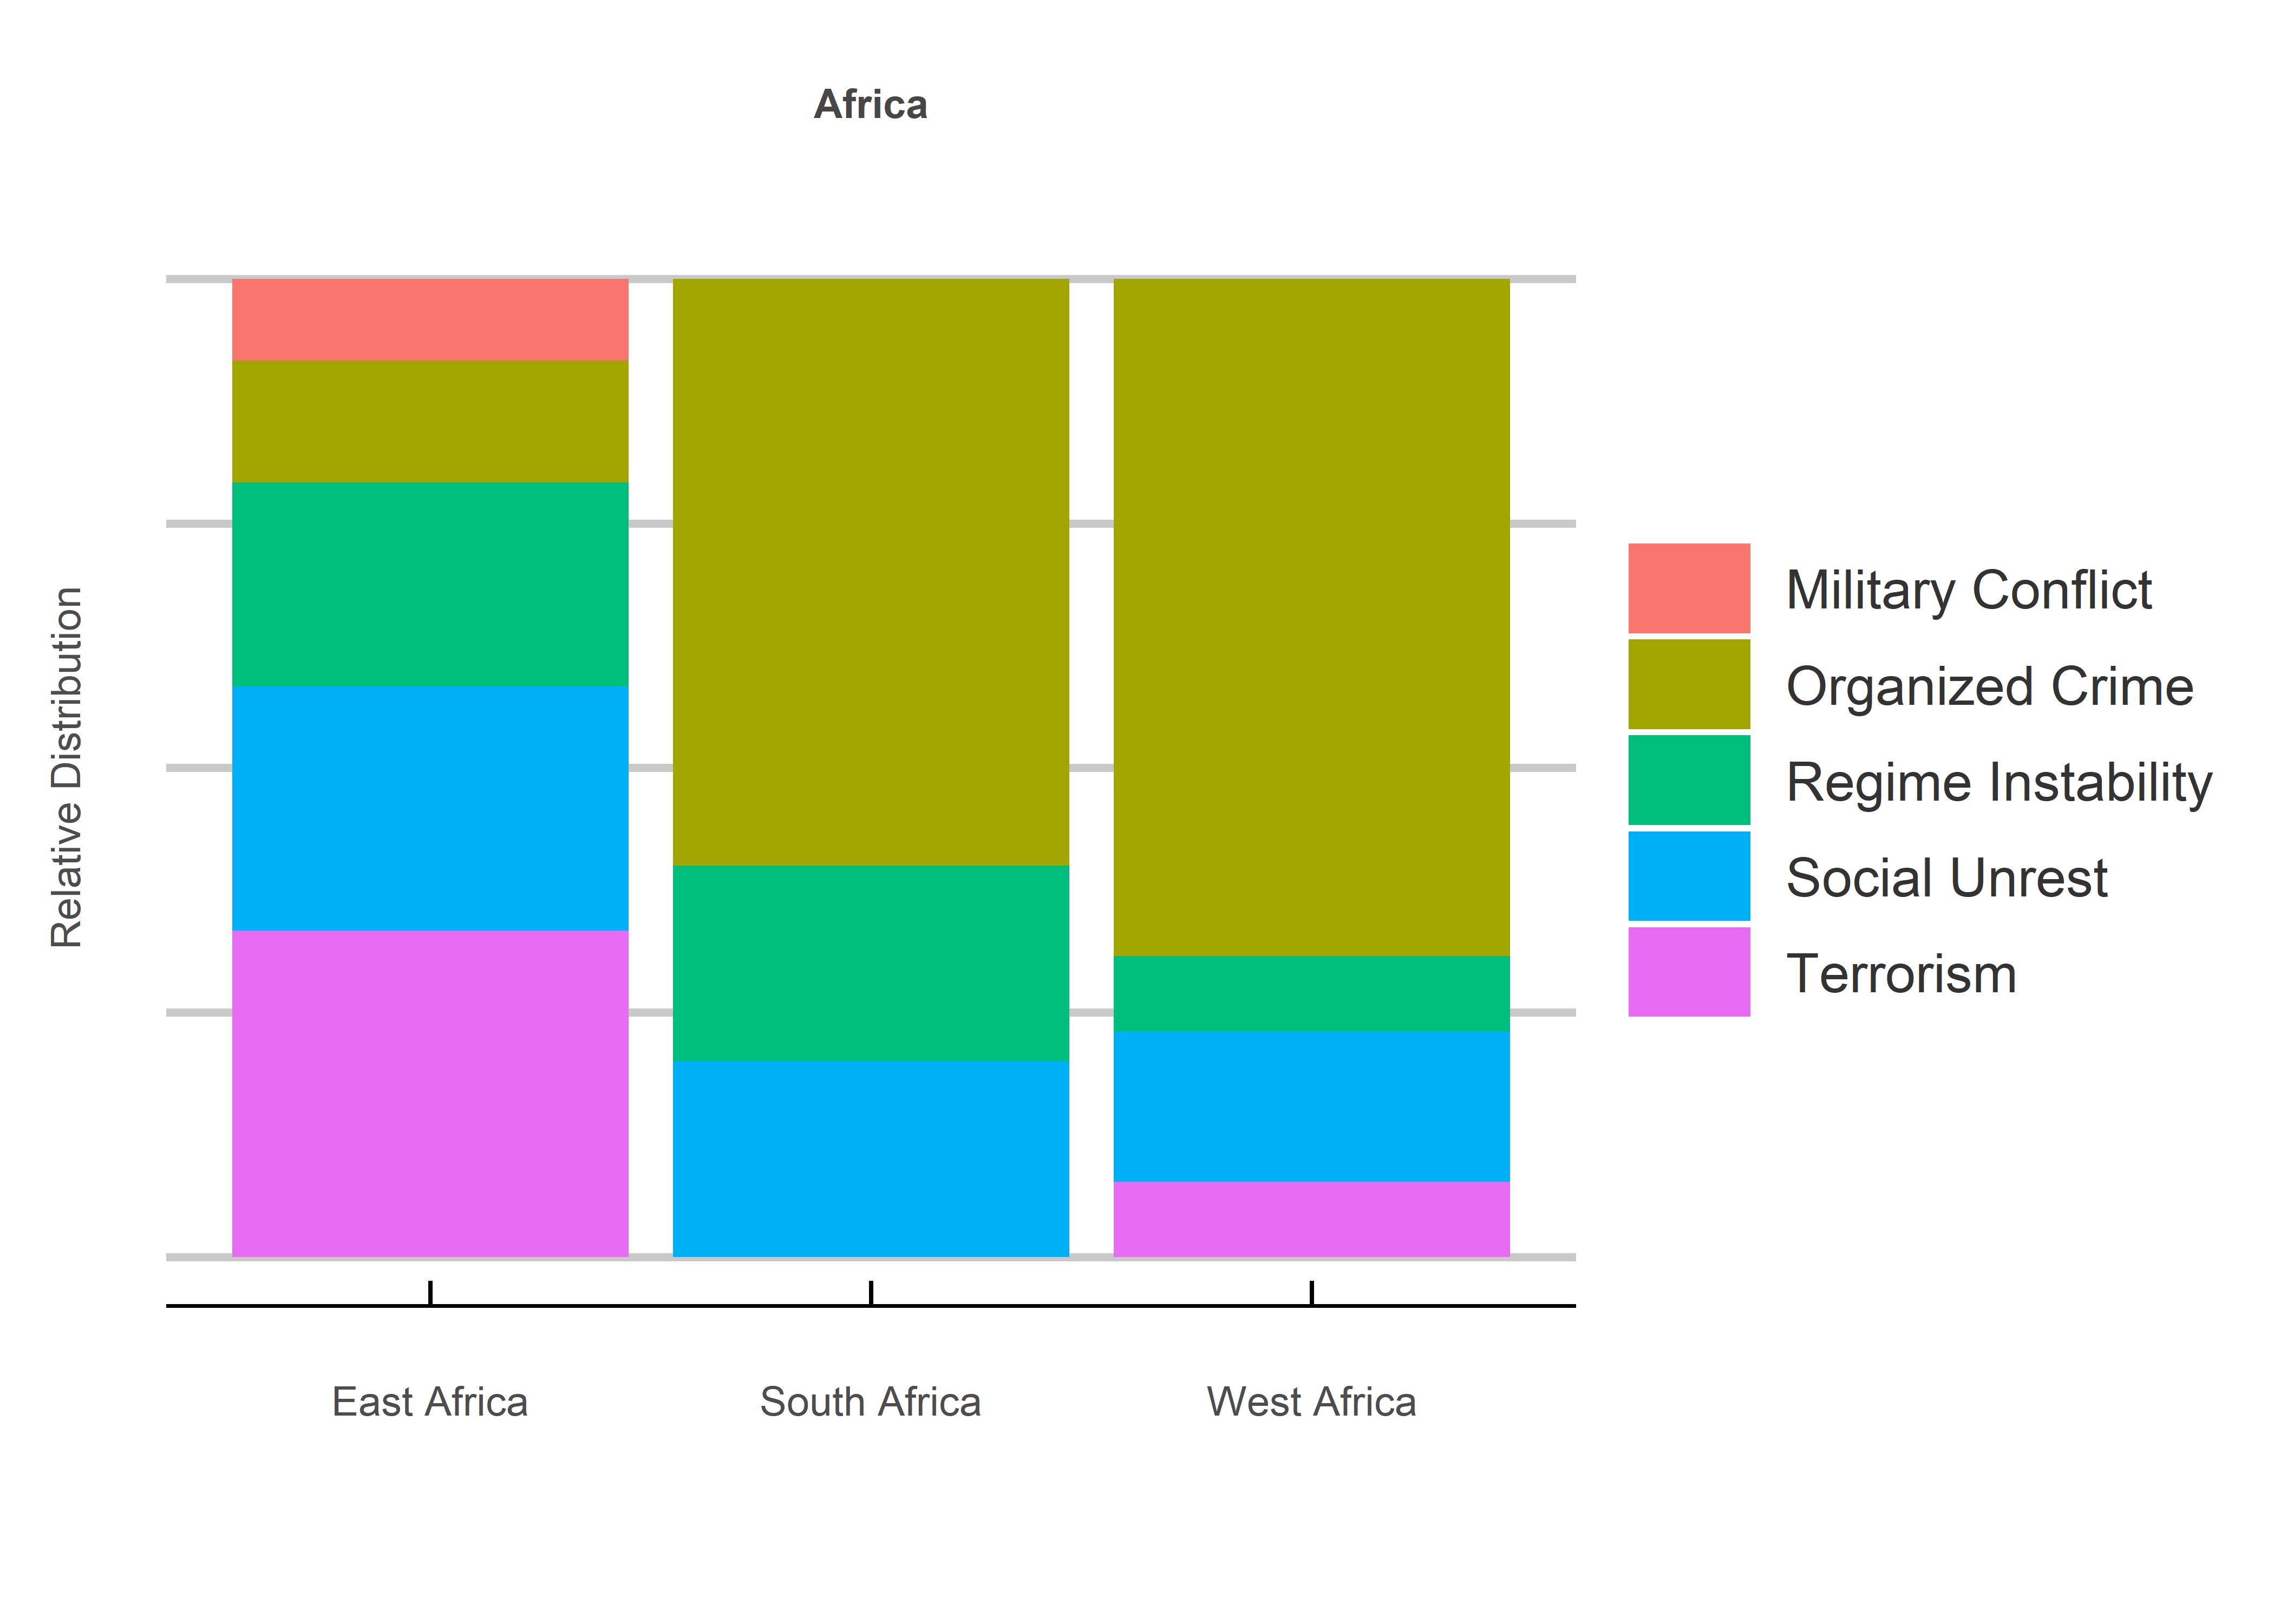 Africa
Relative Distribution
Military Conflict
Organized Crime
Regime Instability
Social Unrest
Terrorism
East Africa
South Africa
West Africa